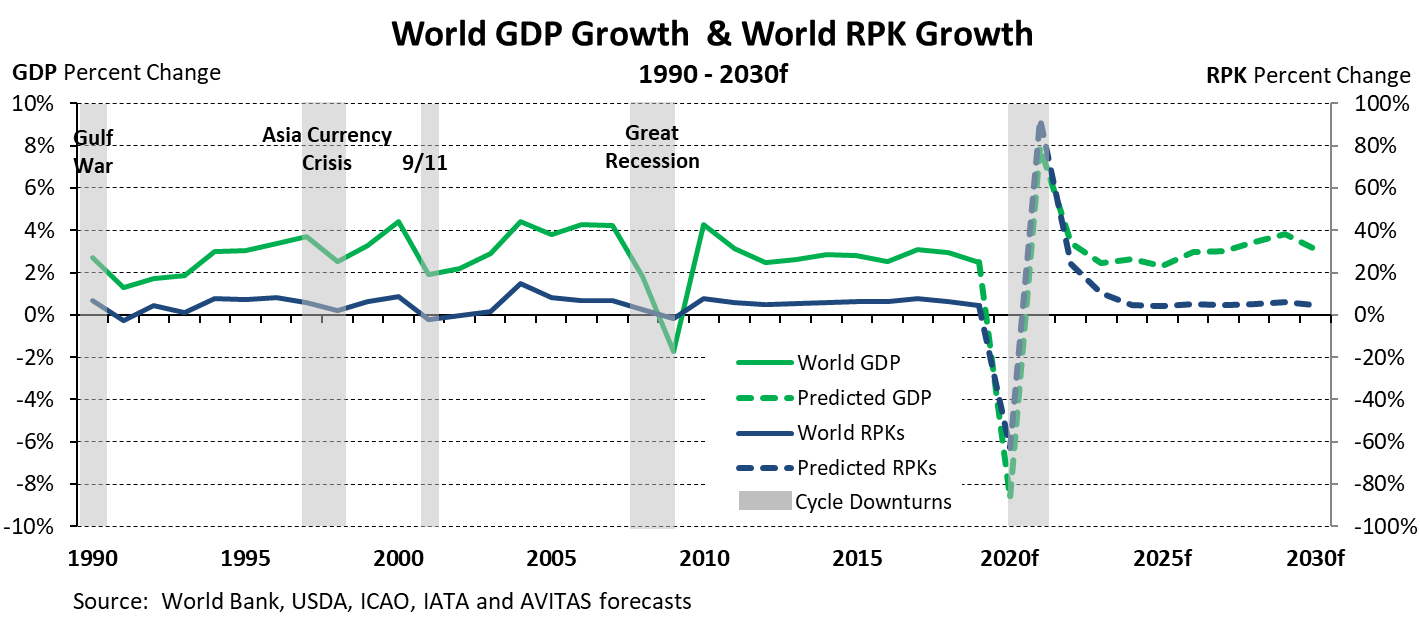 World GDP Growth & World RPK Growth
1990 - 2030f
GDP Percent Change
RPK Percent Change
10%
8%
6%
4%
2%
0%
-2%
-4%
-6%
-8%
-10%
100%
80%
60%
40%
20%
0%
-20%
-40%
-60%
-80%
-100%
Gulf
War
Asia Currency
Crisis
9/11
Great
Recession
World GDP
Predicted GDP
World RPKs
Predicted RPKs
Cycle Downturns
1990
1995
2000
2005
2010
2015
2020f
2025f
2030f
Source: World Bank, USDA, ICAO, IATA and AVITAS forecasts